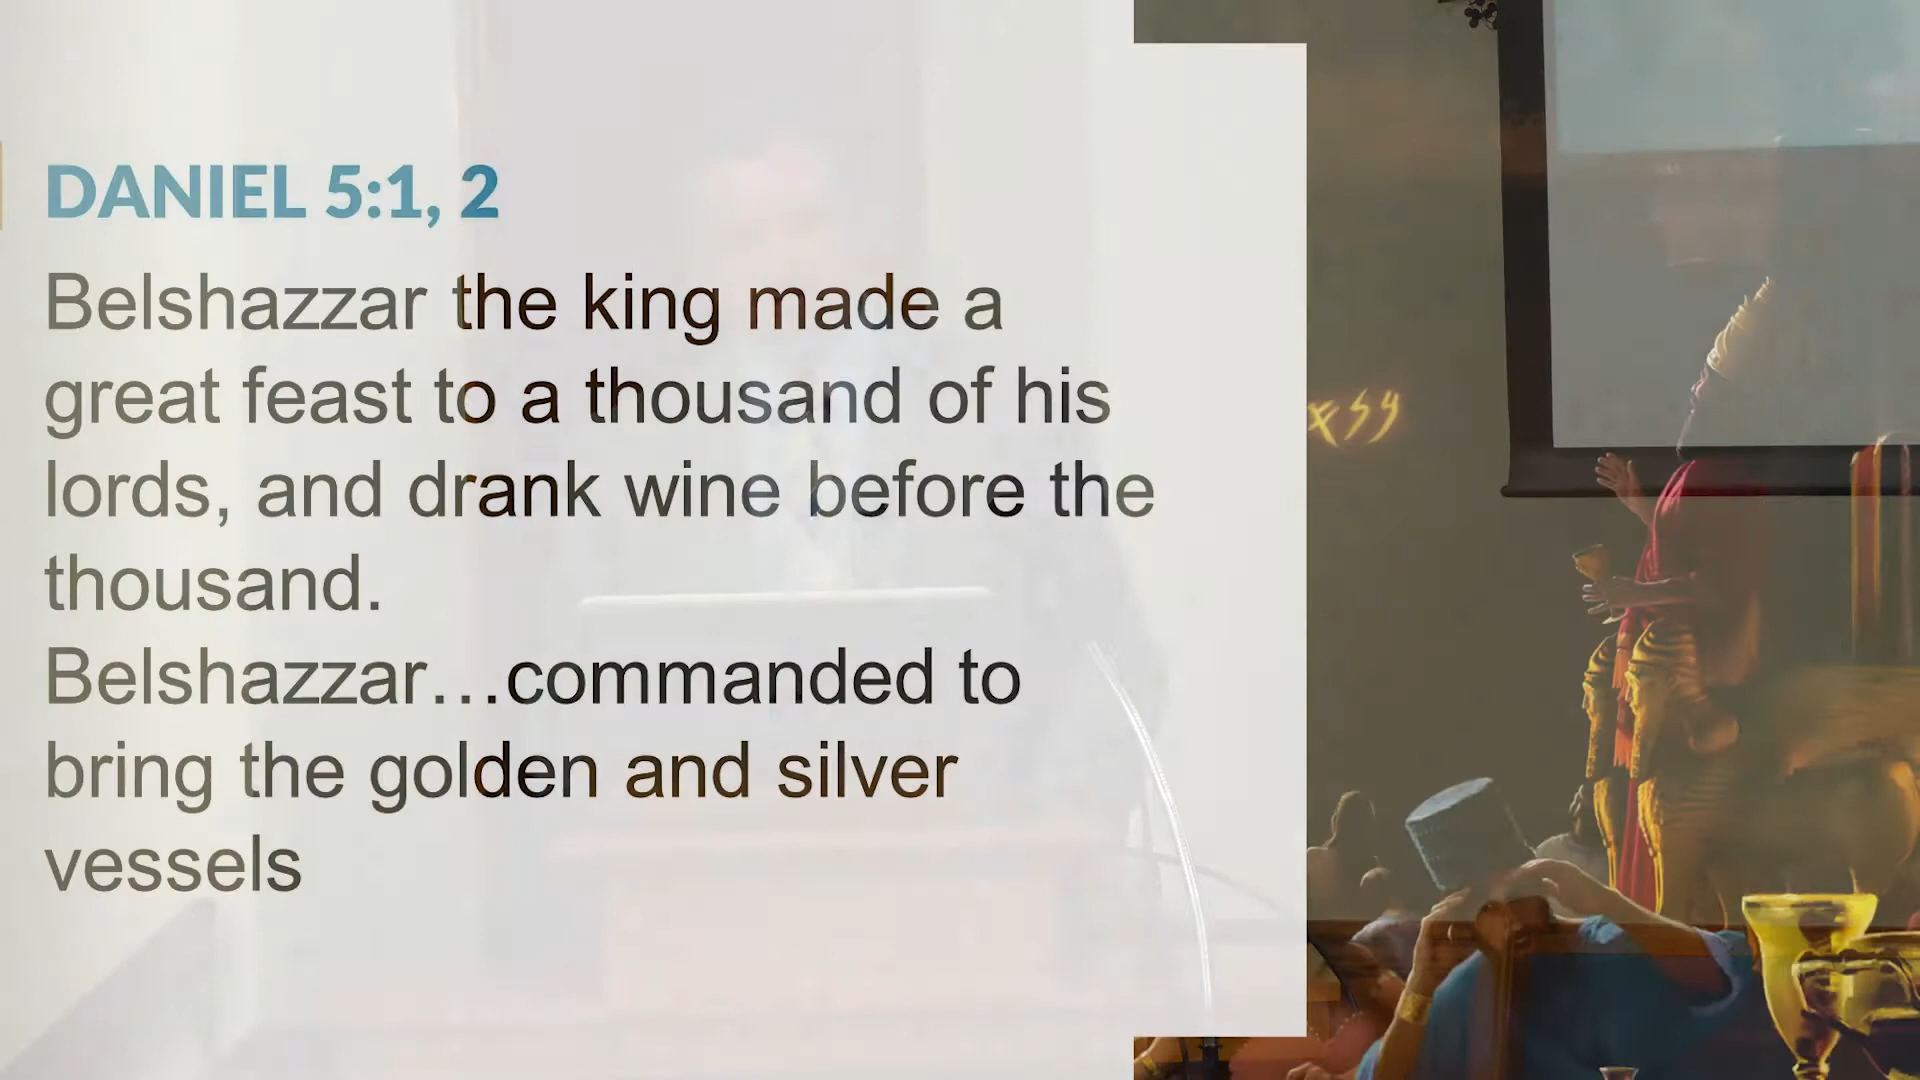 DANIEL 5:1, 2
Belshazzar the king made a
great feast to a thousand of his
lords, and drank wine before the
thousand.
Belshazzar…commanded to
bring the golden and silver
vessels